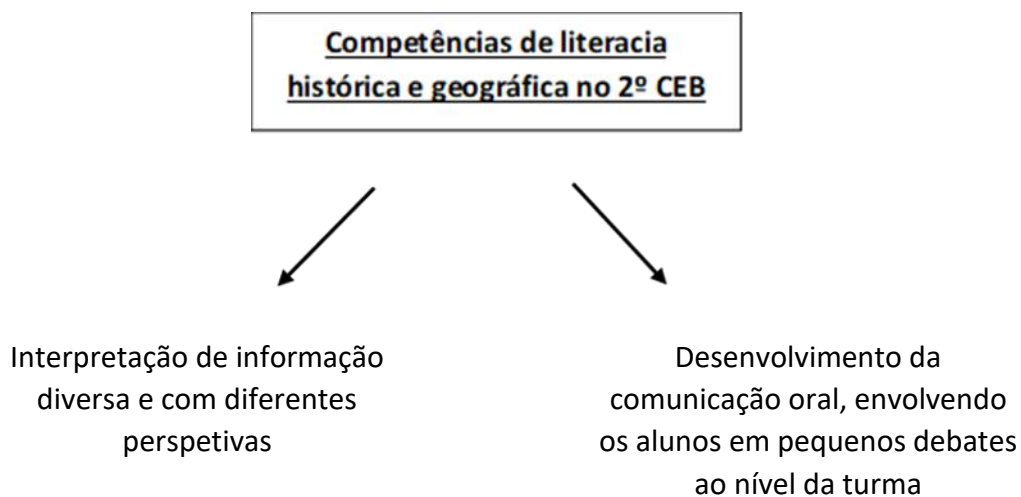 Competências de literacia
histórica e geográfica no 2º CEB
Interpretação de informação
diversa e com diferentes
perspetivas
Desenvolvimento da
comunicação oral, envolvendo
os alunos em pequenos debates
ao nível da turma